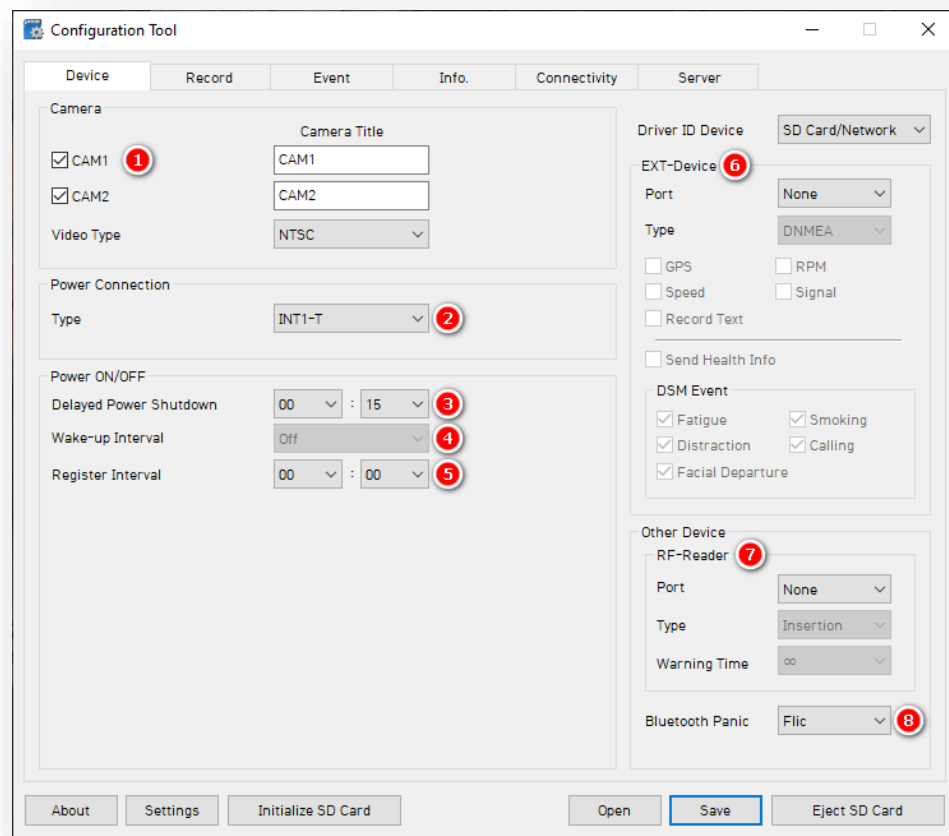 Configuration Tool
Device Record Event Info. Connectivity Server
Camera
Camera Title
CAM1 1 CAM1
CAM2 CAM2
Video Type NTSC
Power Connection
Type INT1-T 2
Power ON/OFF
Delayed Power Shutdown 00 : 15 3
Wake-up Interval Off 4
Register Interval 00 : 00 5
Driver ID Device SD Card/Network
EXT-Device 6
Port None
Type DNMEA
GPS RPM
Speed Signal
Record Text
Send Health Info
DSM Event
Fatigue Smoking
Distraction Calling
Facial Departure
Other Device
RF-Reader 7
Port None
Type Insertion
Warning Time ∞
Bluetooth Panic Flic 8
About Settings Initialize SD Card Open Save Eject SD Card